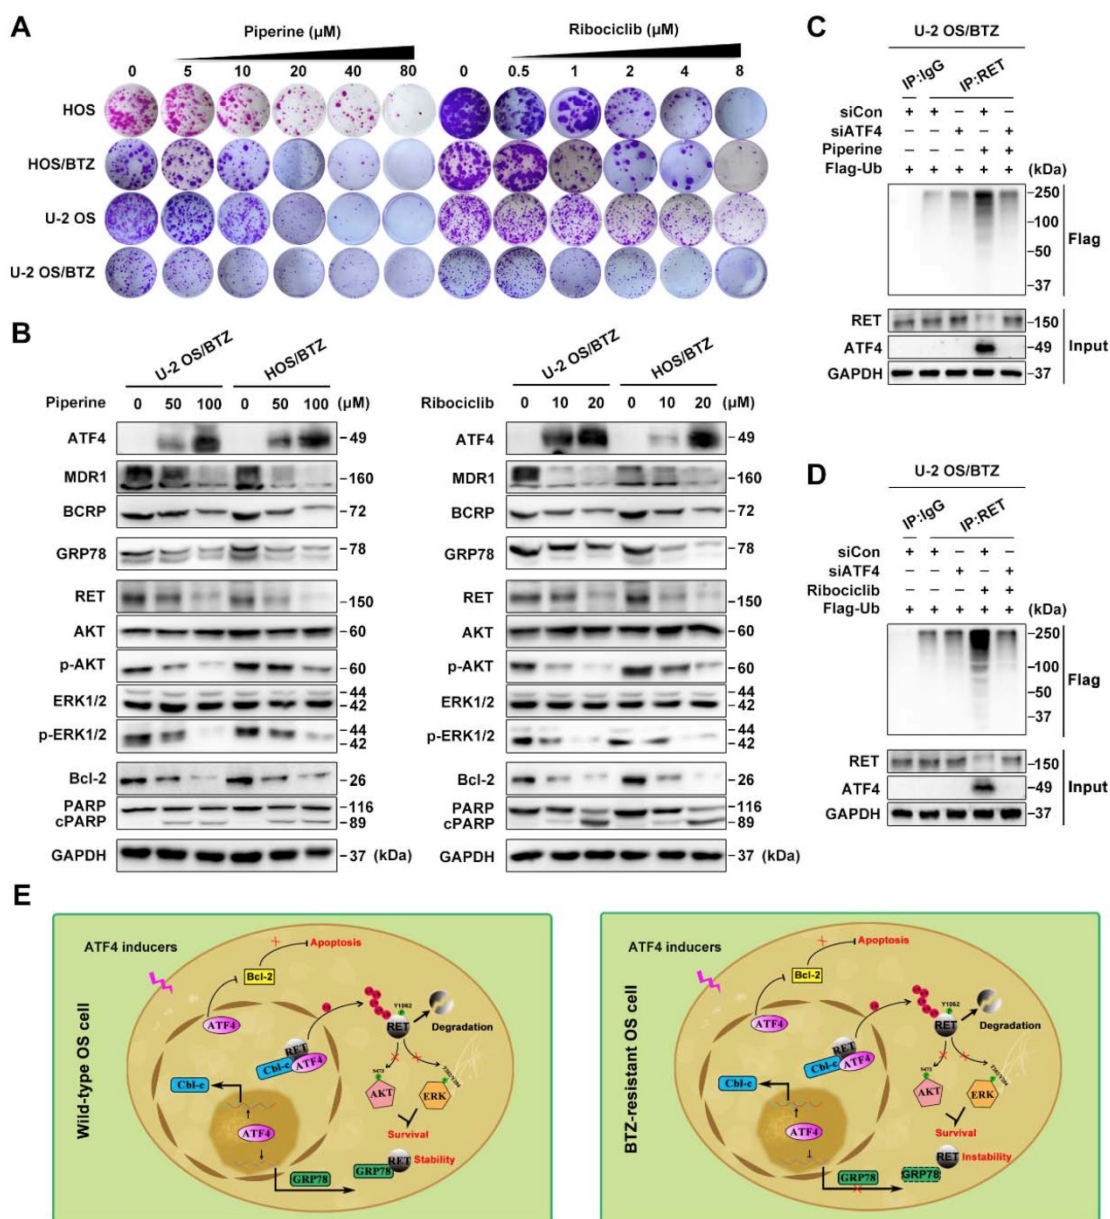 A
Piperine (μM)
Ribociclib (μM)
0 5 10 20 40 80 0 0.5 1 2 4 8
HOS
HOS/BTZ
U-2 OS
U-2 OS/BTZ
B
U-2 OS/BTZ HOS/BTZ
Piperine 0 50 100 0 50 100 (μM)
ATF4 -49
MDR1 -160
BCRP -72
GRP78 -78
RET -150
AKT -60
p-AKT -60
ERK1/2 -44 -42
p-ERK1/2 -44 -42
Bcl-2 -26
PARP -116
cPARP -89
GAPDH -37 (kDa)
U-2 OS/BTZ HOS/BTZ
Ribociclib 0 10 20 0 10 20 (μM)
ATF4 -49
MDR1 -160
BCRP -72
GRP78 -78
RET -150
AKT -60
p-AKT -60
ERK1/2 -44 -42
p-ERK1/2 -44 -42
Bcl-2 -26
PARP -116
cPARP -89
GAPDH -37 (kDa)
C
U-2 OS/BTZ
IP:IgG IP:RET
siCon + + − + −
siATF4 − − + − +
Piperine − − − + +
Flag-Ub + + + + + (kDa)
-250
-100
-50
-37
Flag
RET -150
ATF4 -49
GAPDH -37
Input
D
U-2 OS/BTZ
IP:IgG IP:RET
siCon + + − + −
siATF4 − − + − +
Ribociclib − − − + +
Flag-Ub + + + + + (kDa)
-250
-100
-50
-37
Flag
RET -150
ATF4 -49
GAPDH -37
Input
E
Wild-type OS cell
ATF4 inducers
Apoptosis
Bcl-2
ATF4
Y1062
RET
Degradation
RET
Cbl-c
ATF4
Cbl-c
AKT
ERK
ATF4
Survival
GRP78
GRP78
RET
Stability
BTZ-resistant OS cell
ATF4 inducers
Apoptosis
Bcl-2
ATF4
Y1062
RET
Degradation
RET
Cbl-c
ATF4
Cbl-c
AKT
ERK
ATF4
Survival
GRP78
GRP78
RET
Instability